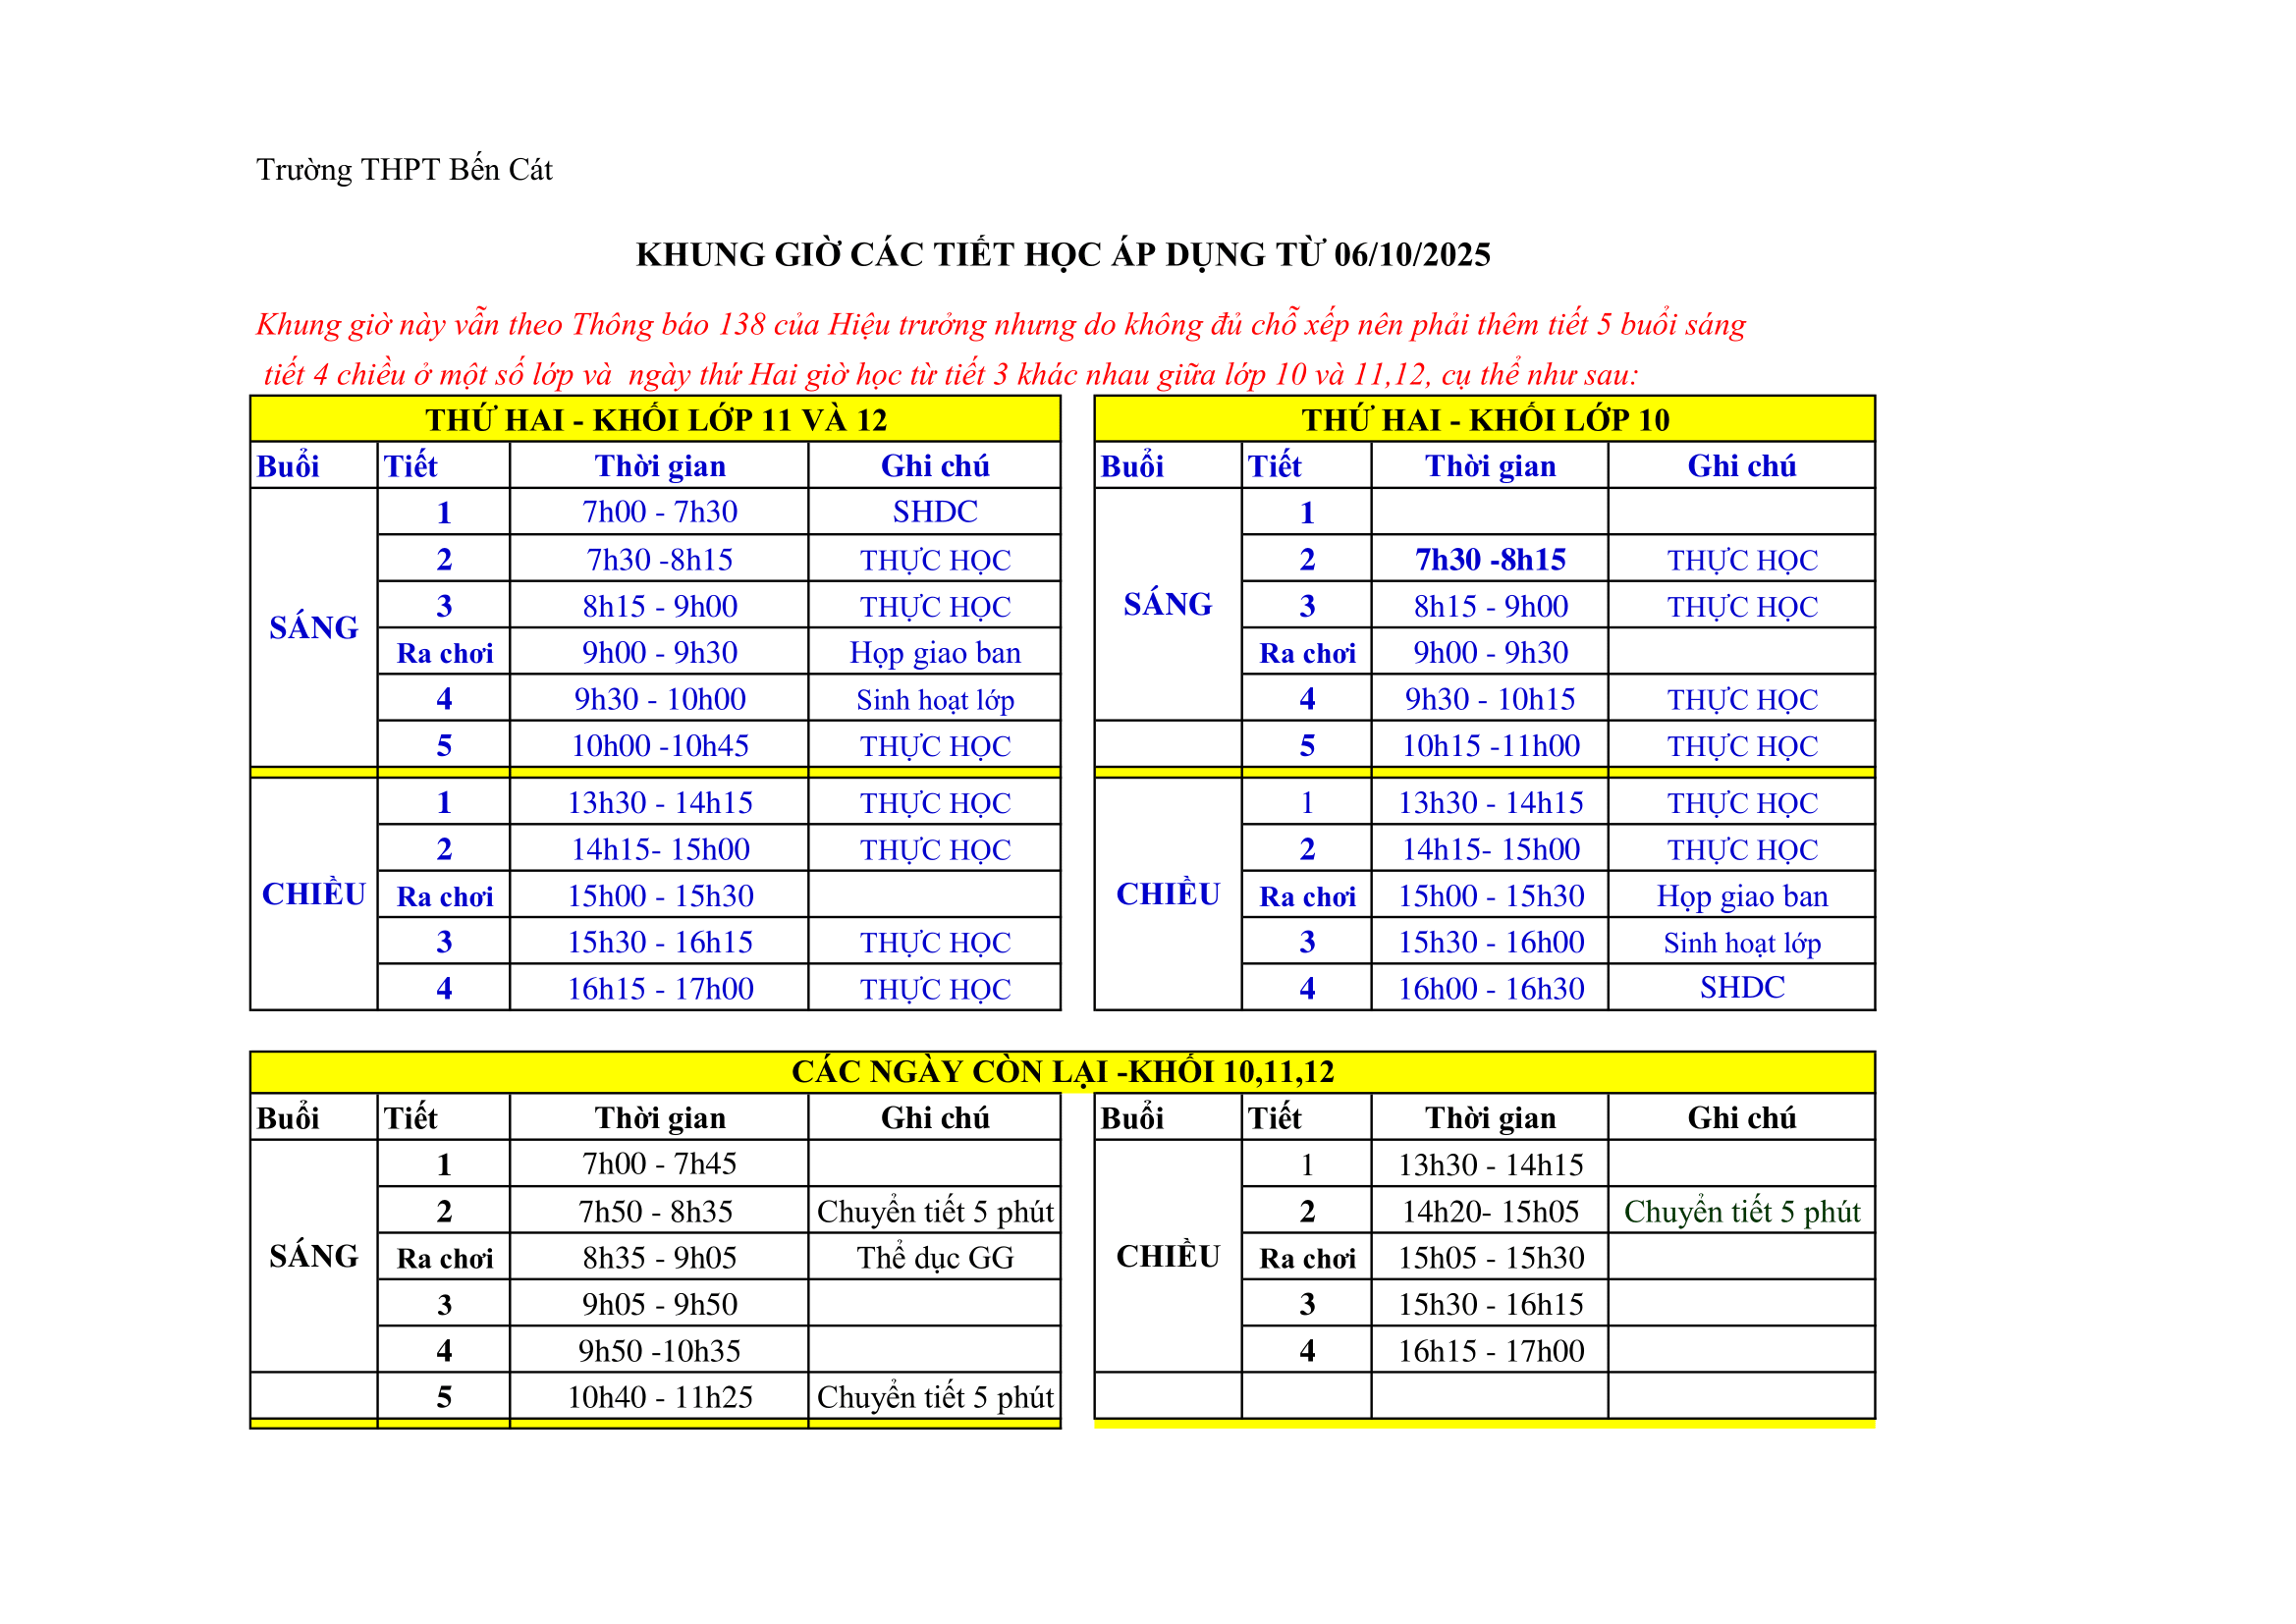 Trường THPT Bến Cát
KHUNG GIỜ CÁC TIẾT HỌC ÁP DỤNG TỪ 06/10/2025
Khung giờ này vẫn theo Thông báo 138 của Hiệu trưởng nhưng do không đủ chỗ xếp nên phải thêm tiết 5 buổi sáng
tiết 4 chiều ở một số lớp và ngày thứ Hai giờ học từ tiết 3 khác nhau giữa lớp 10 và 11,12, cụ thể như sau:
THỨ HAI - KHỐI LỚP 11 VÀ 12
Buổi Tiết Thời gian Ghi chú
SÁNG
1 7h00 - 7h30 SHDC
2 7h30 -8h15 THỰC HỌC
3 8h15 - 9h00 THỰC HỌC
Ra chơi 9h00 - 9h30 Họp giao ban
4 9h30 - 10h00 Sinh hoạt lớp
5 10h00 -10h45 THỰC HỌC
CHIỀU
1 13h30 - 14h15 THỰC HỌC
2 14h15- 15h00 THỰC HỌC
Ra chơi 15h00 - 15h30
3 15h30 - 16h15 THỰC HỌC
4 16h15 - 17h00 THỰC HỌC
THỨ HAI - KHỐI LỚP 10
Buổi Tiết Thời gian Ghi chú
SÁNG
1
2 7h30 -8h15 THỰC HỌC
3 8h15 - 9h00 THỰC HỌC
Ra chơi 9h00 - 9h30
4 9h30 - 10h15 THỰC HỌC
5 10h15 -11h00 THỰC HỌC
CHIỀU
1 13h30 - 14h15 THỰC HỌC
2 14h15- 15h00 THỰC HỌC
Ra chơi 15h00 - 15h30 Họp giao ban
3 15h30 - 16h00 Sinh hoạt lớp
4 16h00 - 16h30 SHDC
CÁC NGÀY CÒN LẠI -KHỐI 10,11,12
Buổi Tiết Thời gian Ghi chú
SÁNG
1 7h00 - 7h45
2 7h50 - 8h35 Chuyển tiết 5 phút
Ra chơi 8h35 - 9h05 Thể dục GG
3 9h05 - 9h50
4 9h50 -10h35
5 10h40 - 11h25 Chuyển tiết 5 phút
Buổi Tiết Thời gian Ghi chú
CHIỀU
1 13h30 - 14h15
2 14h20- 15h05 Chuyển tiết 5 phút
Ra chơi 15h05 - 15h30
3 15h30 - 16h15
4 16h15 - 17h00